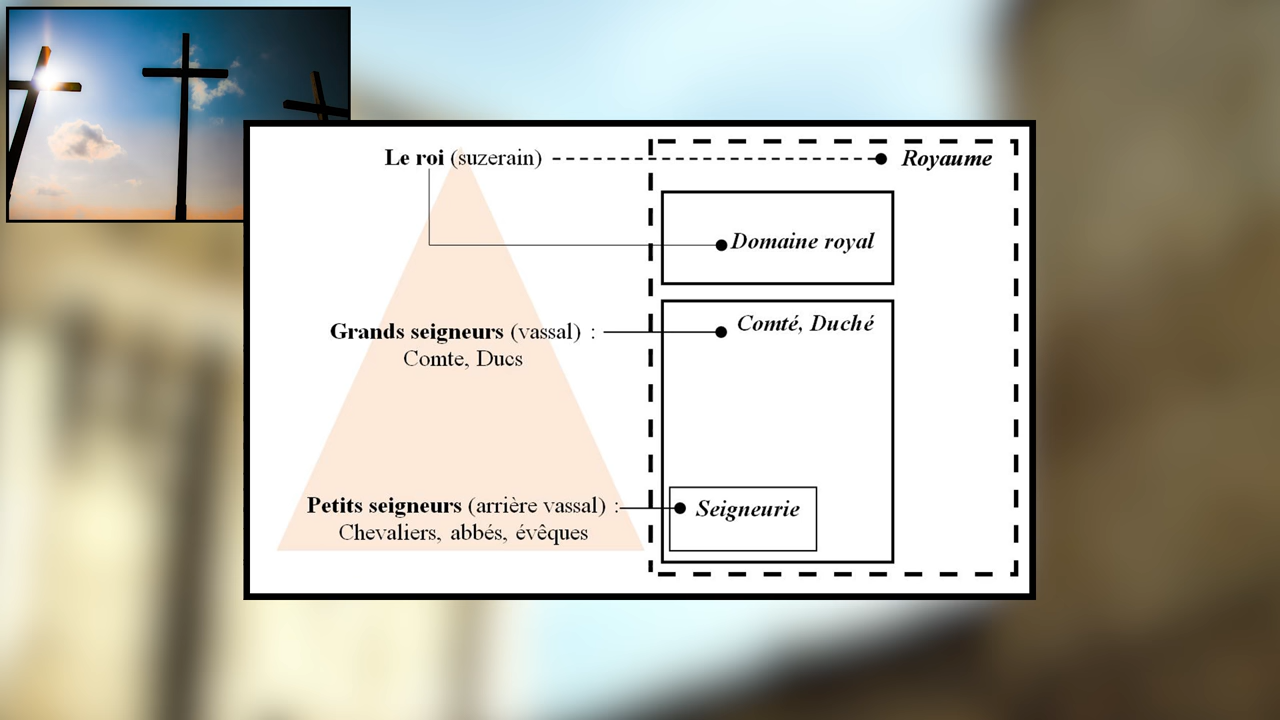 Le roi (suzerain)
Royaume
Domaine royal
Comté, Duché
Grands seigneurs (vassal) :
Comte, Ducs
Petits seigneurs (arrière vassal) :
Chevaliers, abbés, évêques
Seigneurie